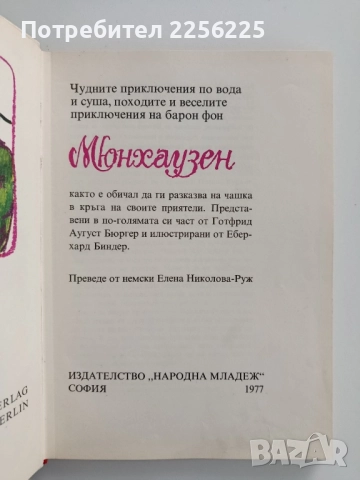 Потребител 2256572
Чудните приключения по вода
и суша, походите и веселите
приключения на барон фон
Мюнхаузен
както е обичал да ги разказва на чашка
в кръга на своите приятели. Предста-
вени в по-голямата си част от Готфрид
Аугуст Бюргер и илюстрирани от Ебер-
хард Биндер.
Преведе от немски Елена Николова-Руж
ИЗДАТЕЛСТВО „НАРОДНА МЛАДЕЖ“
СОФИЯ 1977
ERLAG
ERLIN
BAZAR